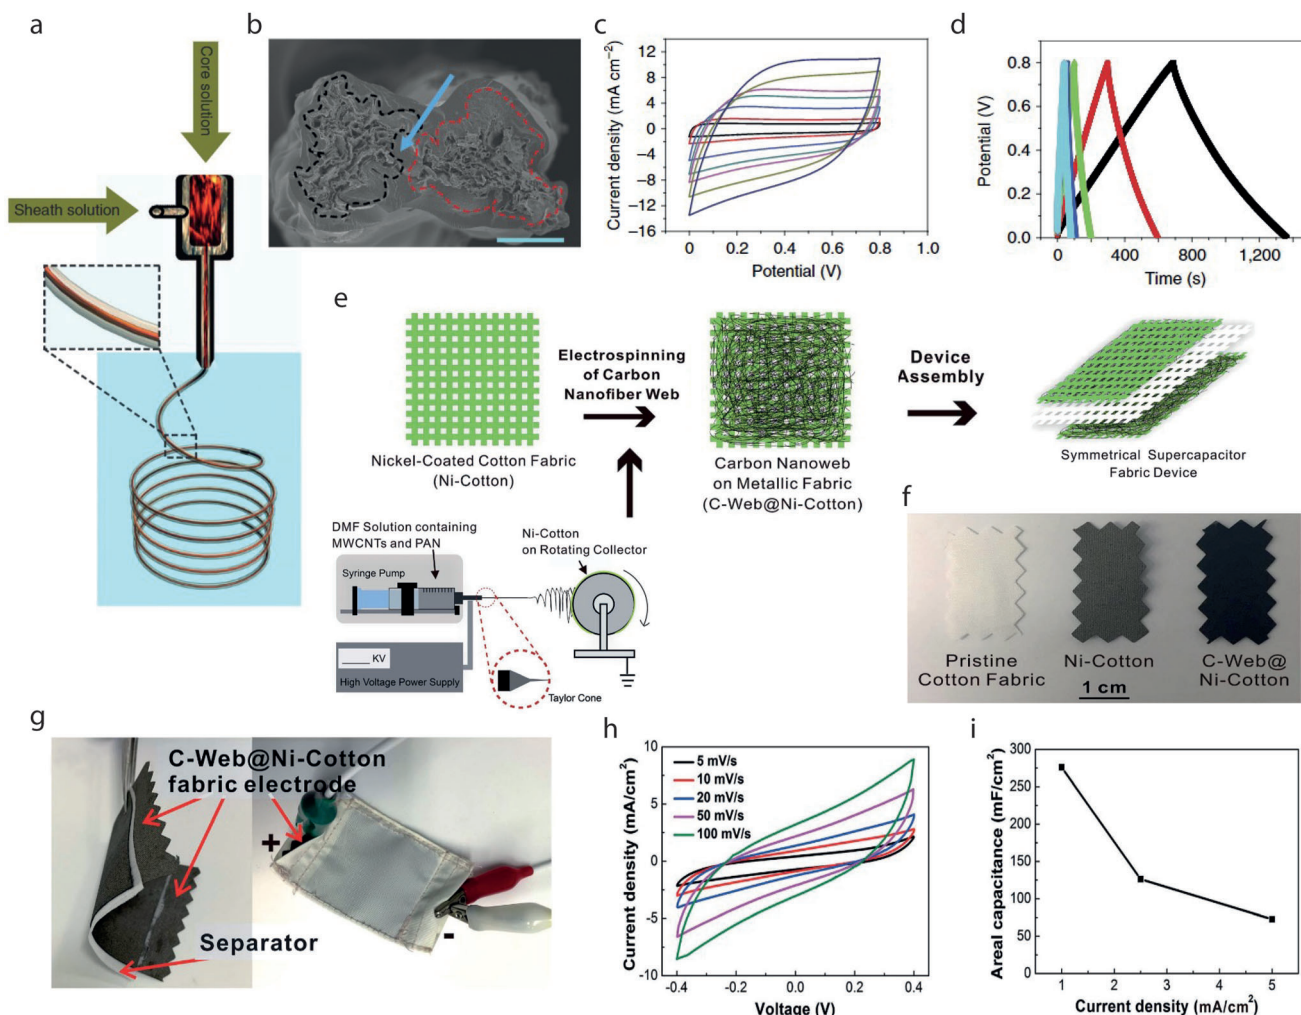 a
Core solution
Sheath solution
b
c
Current density (mA cm⁻²)
12
8
4
0
−4
−8
−12
−16
0
0.2
0.4
0.6
0.8
1.0
Potential (V)
d
Potential (V)
0.8
0.6
0.4
0.2
0.0
0
400
800
1,200
Time (s)
e
Nickel-Coated Cotton Fabric
(Ni-Cotton)
Electrospinning
of Carbon
Nanofiber Web
Carbon Nanoweb
on Metallic Fabric
(C-Web@Ni-Cotton)
Device
Assembly
Symmetrical Supercapacitor
Fabric Device
DMF Solution containing
MWCNTs and PAN
Syringe Pump
KV
High Voltage Power Supply
Taylor Cone
Ni-Cotton
on Rotating Collector
f
Pristine
Cotton Fabric
Ni-Cotton
1 cm
C-Web@
Ni-Cotton
g
C-Web@Ni-Cotton
fabric electrode
+
-
Separator
h
Current density (mA/cm²)
10
5
0
-5
-10
5 mV/s
10 mV/s
20 mV/s
50 mV/s
100 mV/s
-0.4
-0.2
0.0
0.2
0.4
Voltage (V)
i
Areal capacitance (mF/cm²)
300
250
200
150
100
50
0
1
2
3
4
5
Current density (mA/cm²)